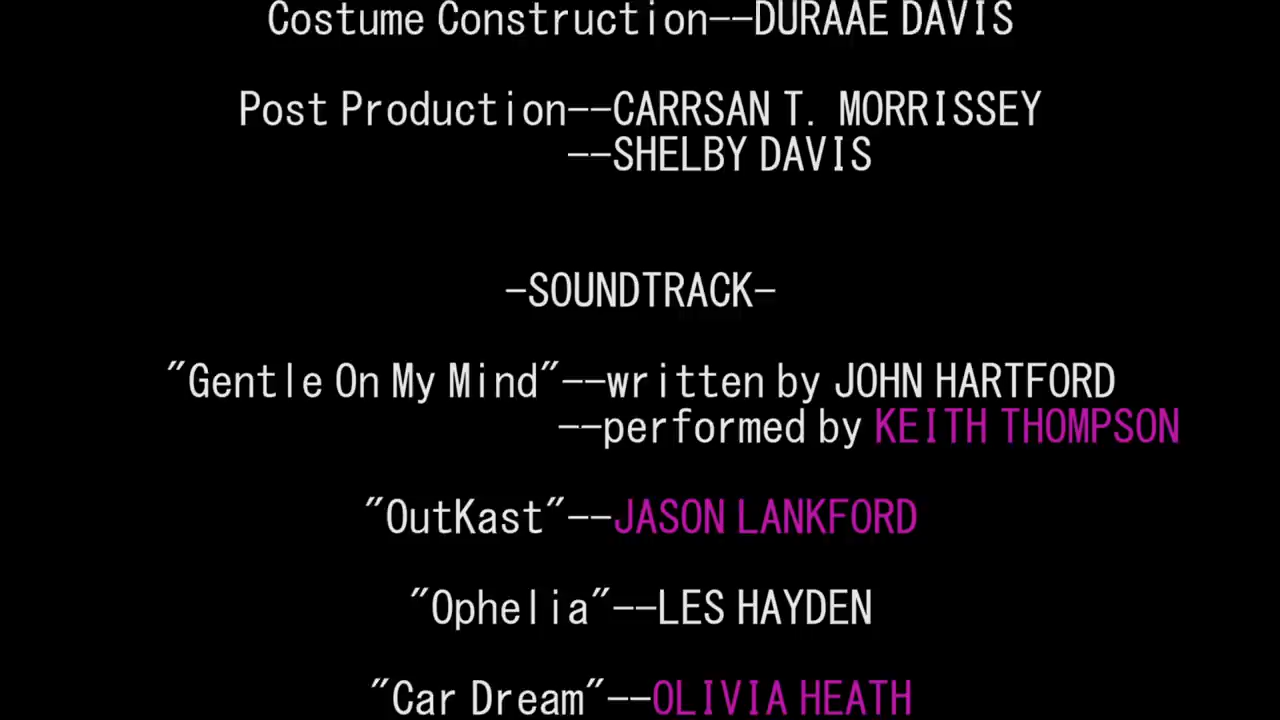 Costume Construction--DURAAE DAVIS
Post Production--CARRSAN T. MORRISSEY
--SHELBY DAVIS
-SOUNDTRACK-
"Gentle On My Mind"--written by JOHN HARTFORD
--performed by KEITH THOMPSON
"OutKast"--JASON LANKFORD
"Ophelia"--LES HAYDEN
"Car Dream"--OLIVIA HEATH